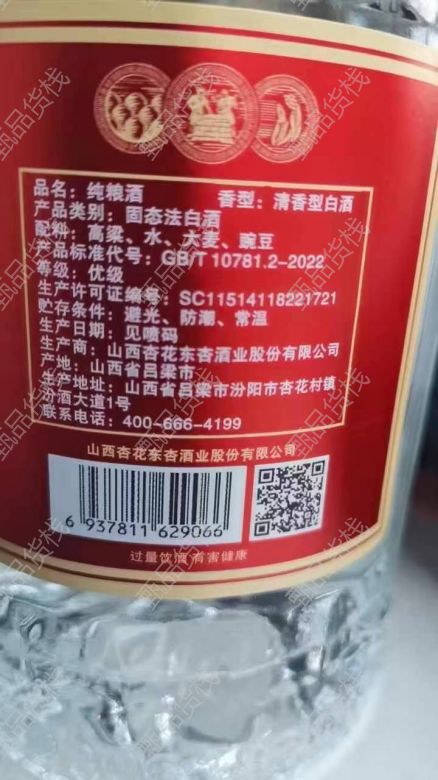 品名：纯粮酒 香型：清香型白酒
产品类别：固态法白酒
配料：高粱、水、大麦、豌豆
产品标准代号：GB/T 10781.2-2022
等级：优级
生产许可证编号：SC11514118221721
贮存条件：避光、防潮、常温
生产日期：见喷码
生产商：山西杏花东杏酒业股份有限公司
产地：山西省吕梁市
生产地址：山西省吕梁市汾阳市杏花村镇
汾酒大道1号
联系电话：400-666-4199
山西杏花东杏酒业股份有限公司
6 937811 629066
过量饮酒 有害健康
甄品货栈